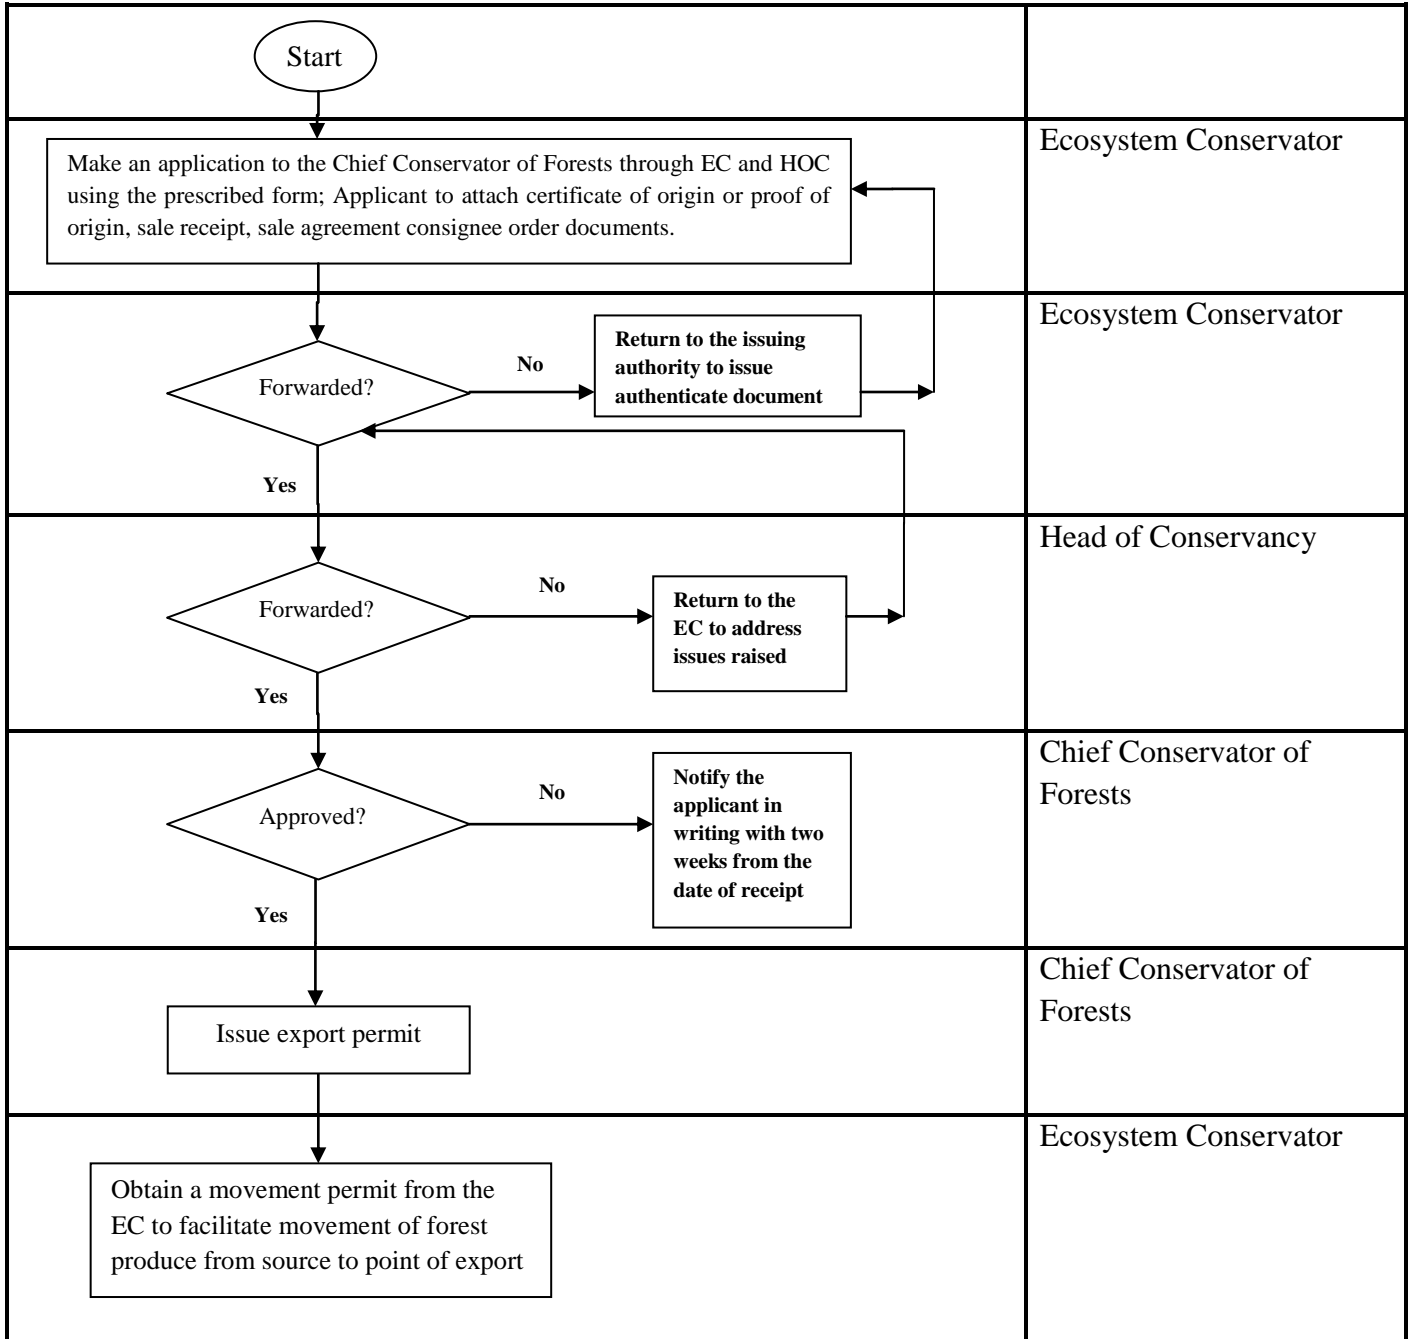 Start
Ecosystem Conservator
Make an application to the Chief Conservator of Forests through EC and HOC
using the prescribed form; Applicant to attach certificate of origin or proof of
origin, sale receipt, sale agreement consignee order documents.
Ecosystem Conservator
Forwarded?
No
Return to the issuing
authority to issue
authenticate document
Yes
Head of Conservancy
Forwarded?
No
Return to the
EC to address
issues raised
Yes
Chief Conservator of
Forests
Approved?
No
Notify the
applicant in
writing with two
weeks from the
date of receipt
Yes
Chief Conservator of
Forests
Issue export permit
Ecosystem Conservator
Obtain a movement permit from the
EC to facilitate movement of forest
produce from source to point of export